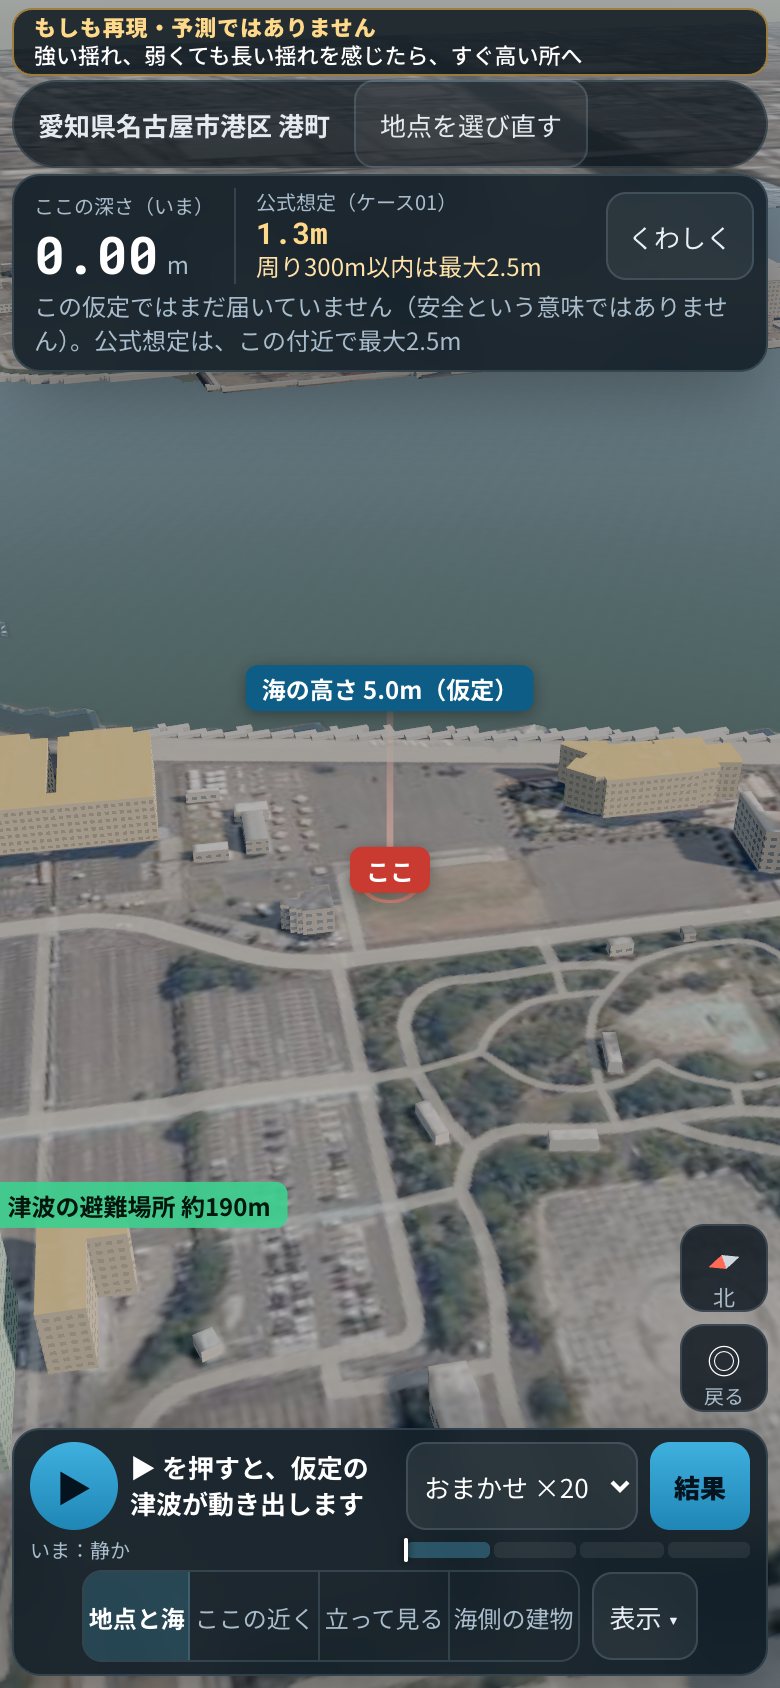 もしも再現・予測ではありません
強い揺れ、弱くても長い揺れを感じたら、すぐ高い所へ
愛知県名古屋市港区 港町
地点を選び直す
ここの深さ（いま）
0.00 m
公式想定（ケース01）
1.3m
周り300m以内は最大2.5m
くわしく
この仮定ではまだ届いていません（安全という意味ではありませ
ん）。公式想定は、この付近で最大2.5m
海の高さ 5.0m（仮定）
ここ
津波の避難場所 約190m
北
戻る
▶ を押すと、仮定の
津波が動き出します
おまかせ ×20
結果
いま：静か
地点と海
ここの近く
立って見る
海側の建物
表示 ▾